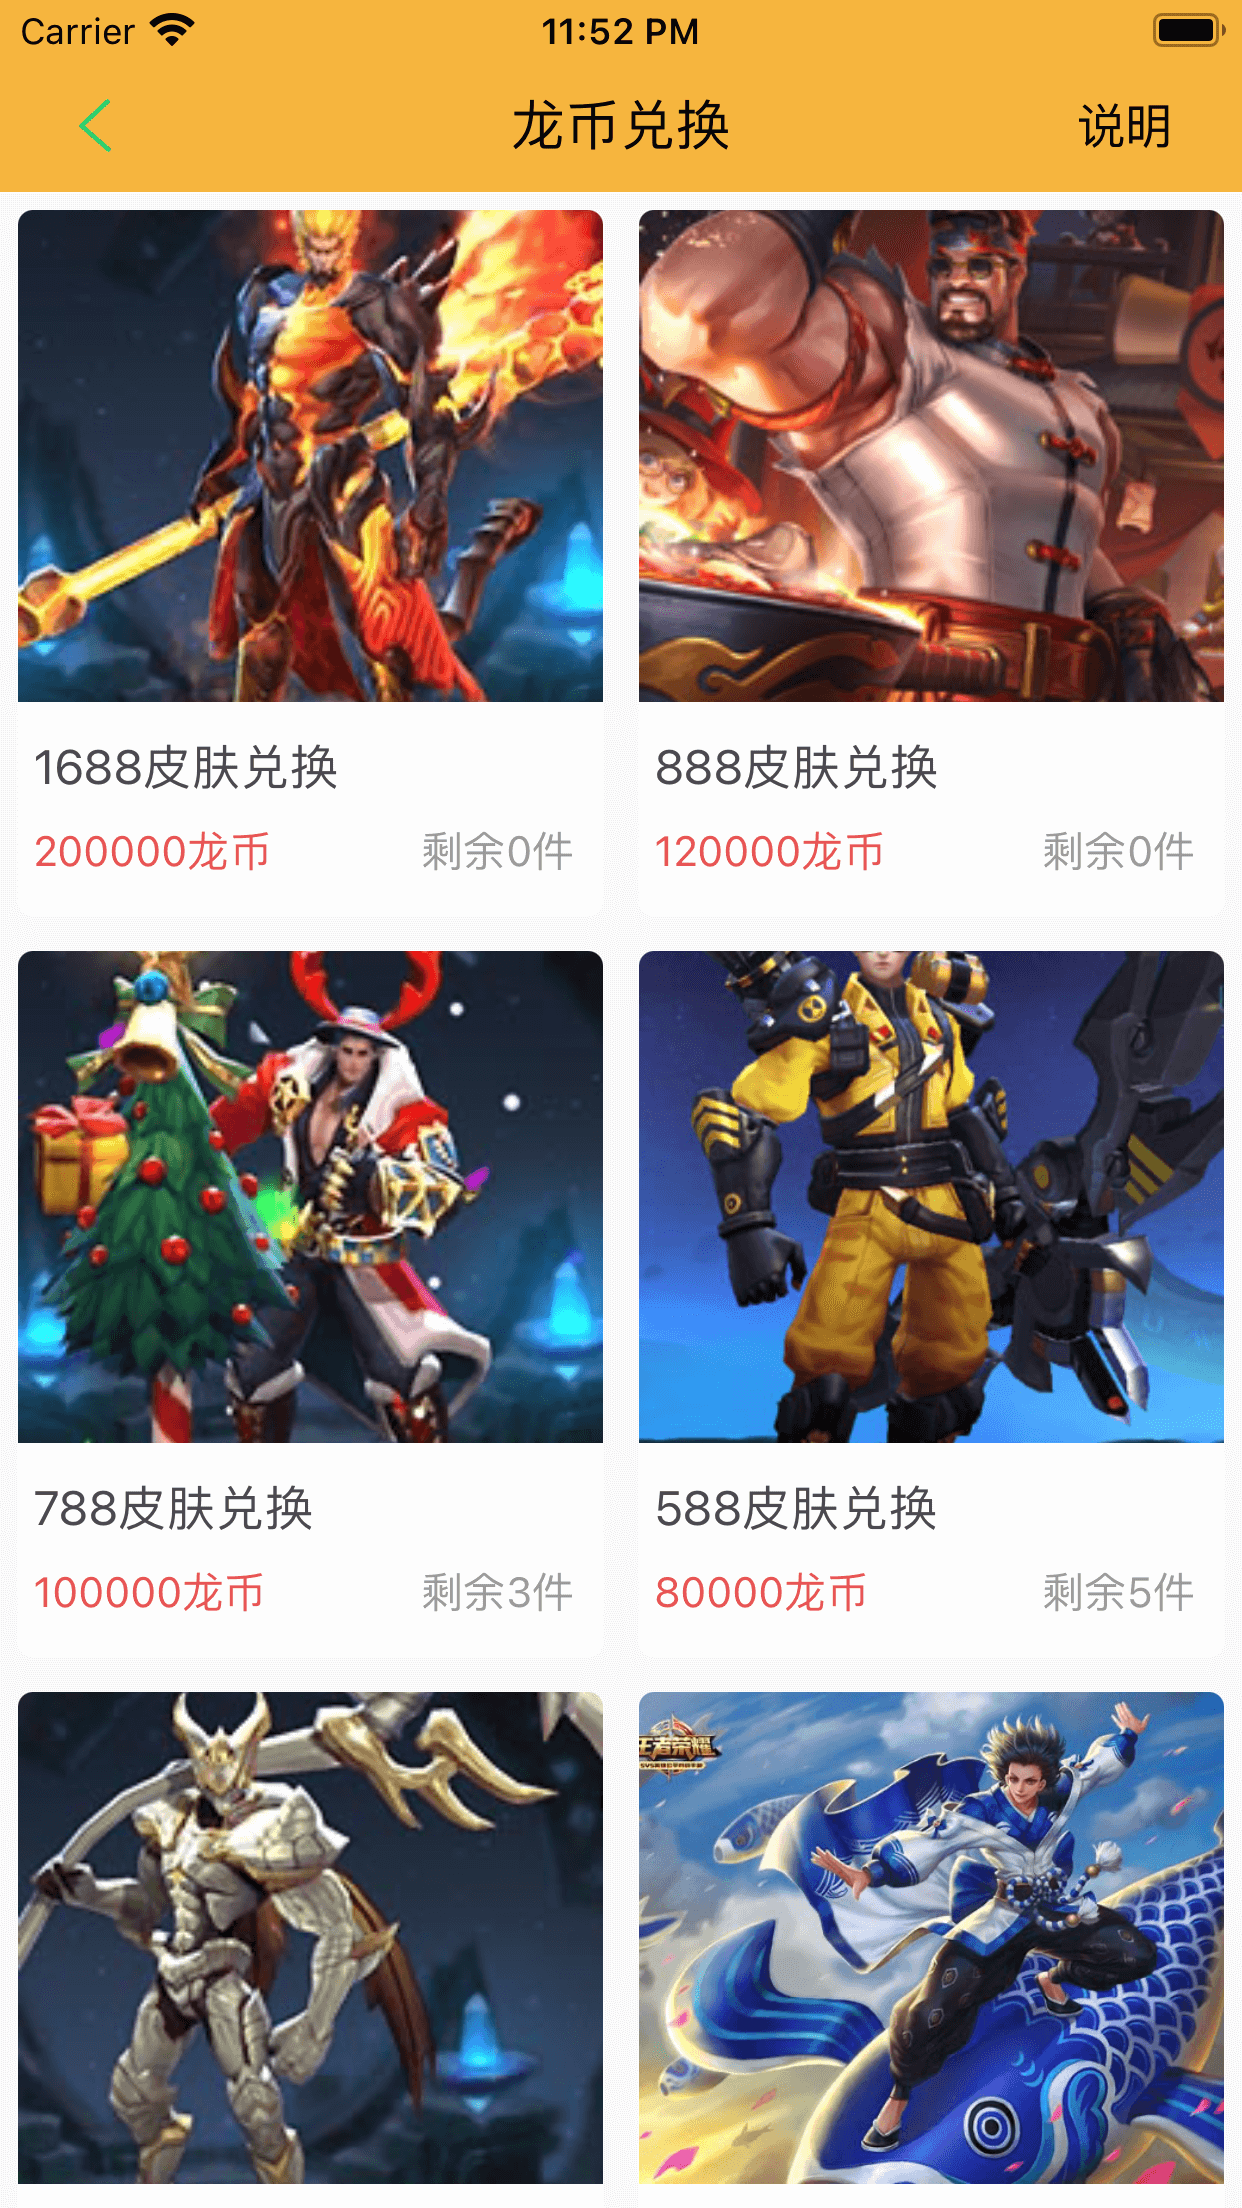 Carrier 11:52 PM
龙币兑换 说明
1688皮肤兑换
200000龙币 剩余0件
888皮肤兑换
120000龙币 剩余0件
788皮肤兑换
100000龙币 剩余3件
588皮肤兑换
80000龙币 剩余5件
王者荣耀